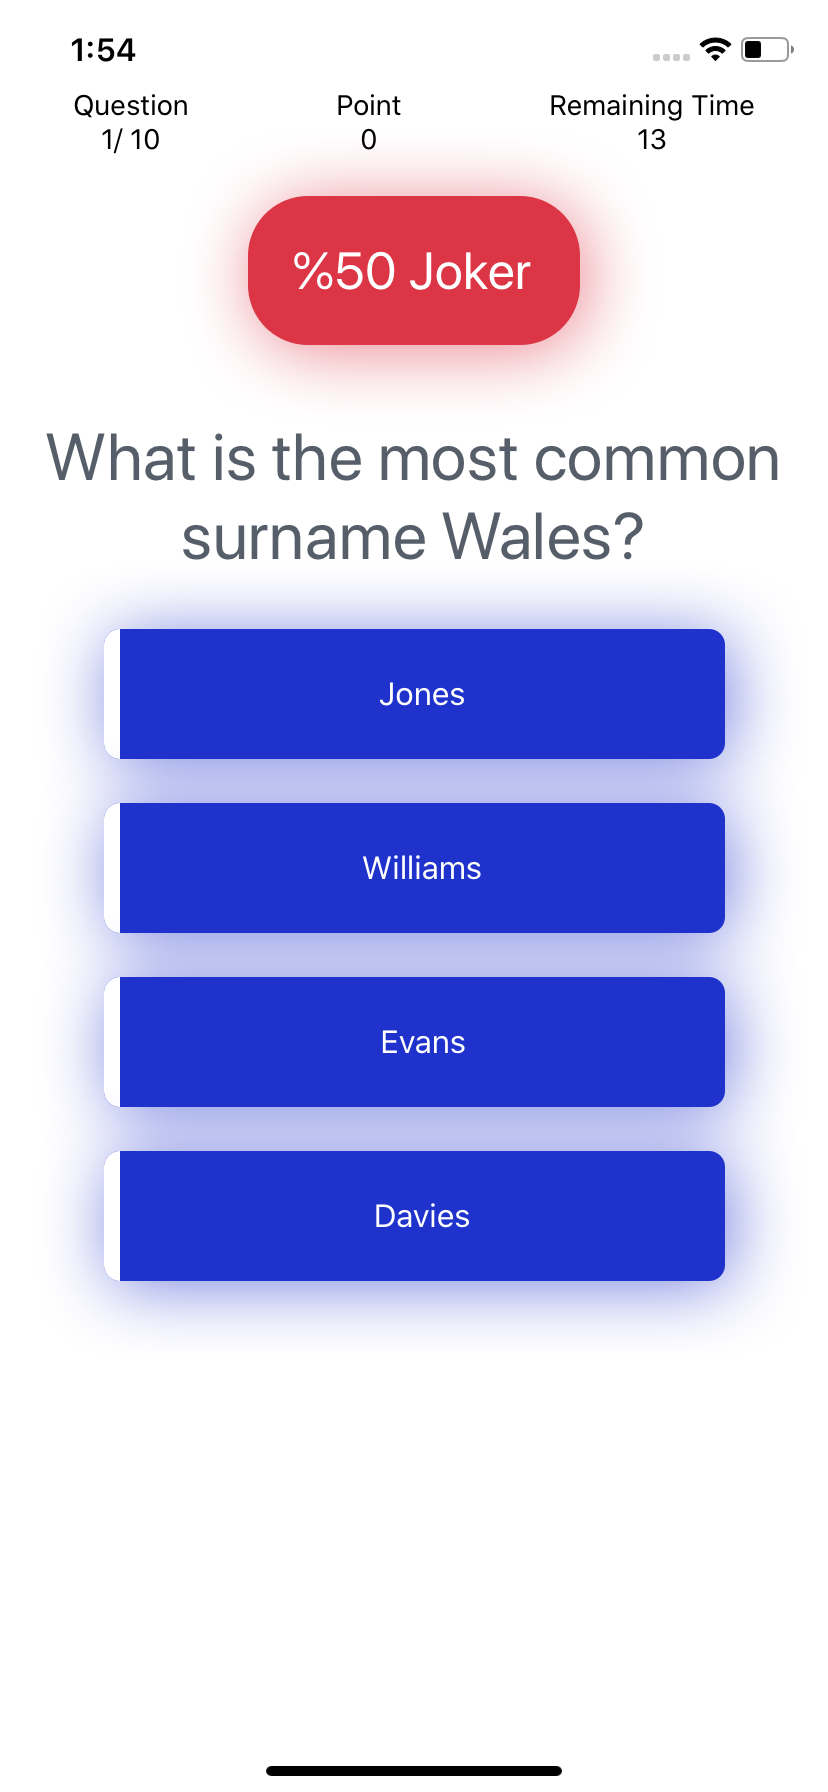 1:54
Question
1/ 10
Point
0
Remaining Time
13
%50 Joker
What is the most common
surname Wales?
Jones
Williams
Evans
Davies